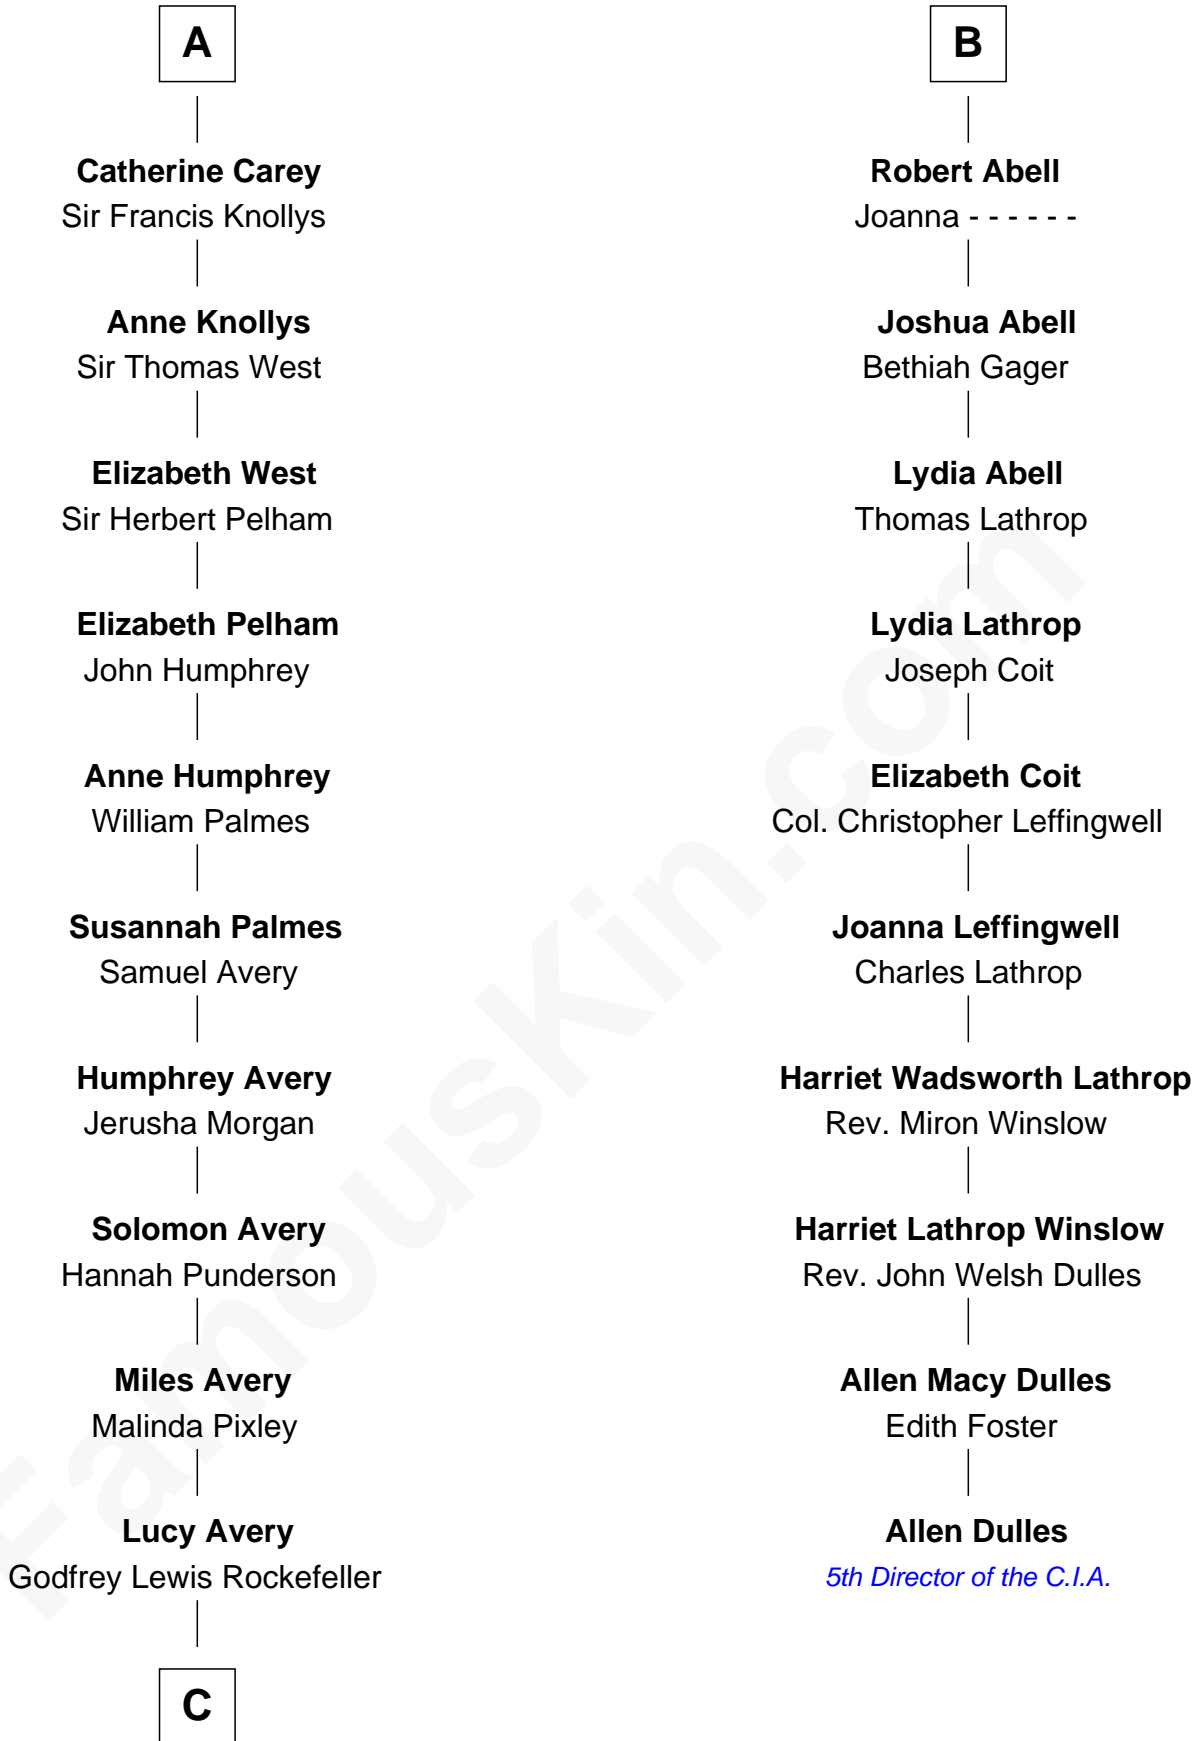 A
Catherine Carey
Sir Francis Knollys
Anne Knollys
Sir Thomas West
Elizabeth West
Sir Herbert Pelham
Elizabeth Pelham
John Humphrey
Anne Humphrey
William Palmes
Susannah Palmes
Samuel Avery
Humphrey Avery
Jerusha Morgan
Solomon Avery
Hannah Punderson
Miles Avery
Malinda Pixley
Lucy Avery
Godfrey Lewis Rockefeller
C
B
Robert Abell
Joanna - - - - - -
Joshua Abell
Bethiah Gager
Lydia Abell
Thomas Lathrop
Lydia Lathrop
Joseph Coit
Elizabeth Coit
Col. Christopher Leffingwell
Joanna Leffingwell
Charles Lathrop
Harriet Wadsworth Lathrop
Rev. Miron Winslow
Harriet Lathrop Winslow
Rev. John Welsh Dulles
Allen Macy Dulles
Edith Foster
Allen Dulles
5th Director of the C.I.A.
FamousKin.com